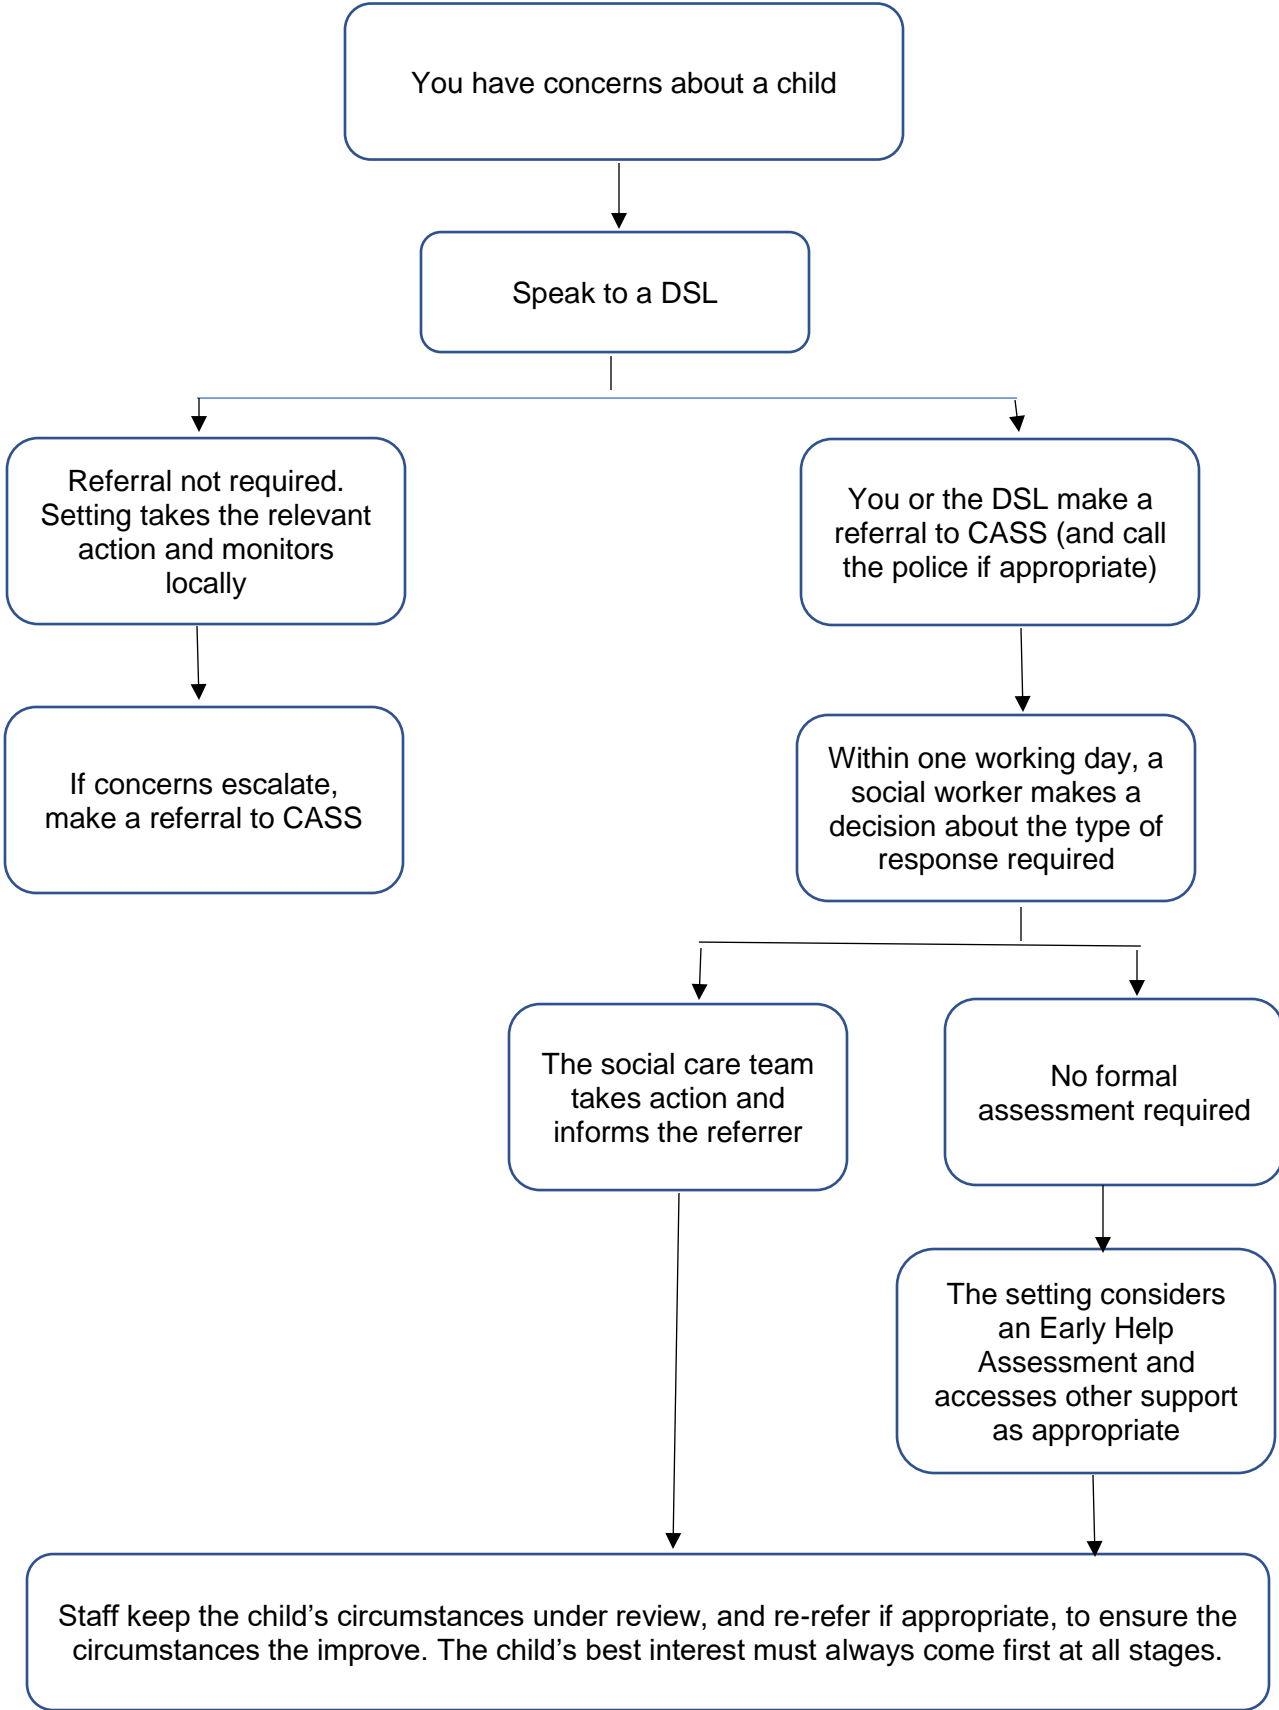 You have concerns about a child
Speak to a DSL
Referral not required.
Setting takes the relevant
action and monitors
locally
You or the DSL make a
referral to CASS (and call
the police if appropriate)
If concerns escalate,
make a referral to CASS
Within one working day, a
social worker makes a
decision about the type of
response required
The social care team
takes action and
informs the referrer
No formal
assessment required
The setting considers
an Early Help
Assessment and
accesses other support
as appropriate
Staff keep the child’s circumstances under review, and re-refer if appropriate, to ensure the
circumstances the improve. The child’s best interest must always come first at all stages.